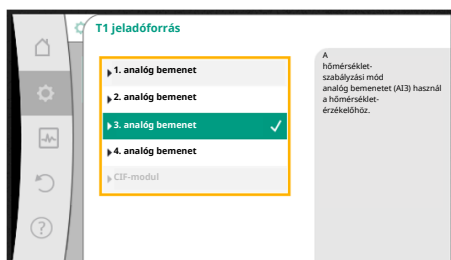 T1 jeladóforrás
1. analóg bemenet
2. analóg bemenet
3. analóg bemenet
4. analóg bemenet
CIF-modul
A
hőmérséklet-
szabályzási mód
analóg bemenetet (AI3) használ
a hőmérséklet-
érzékelőhöz.